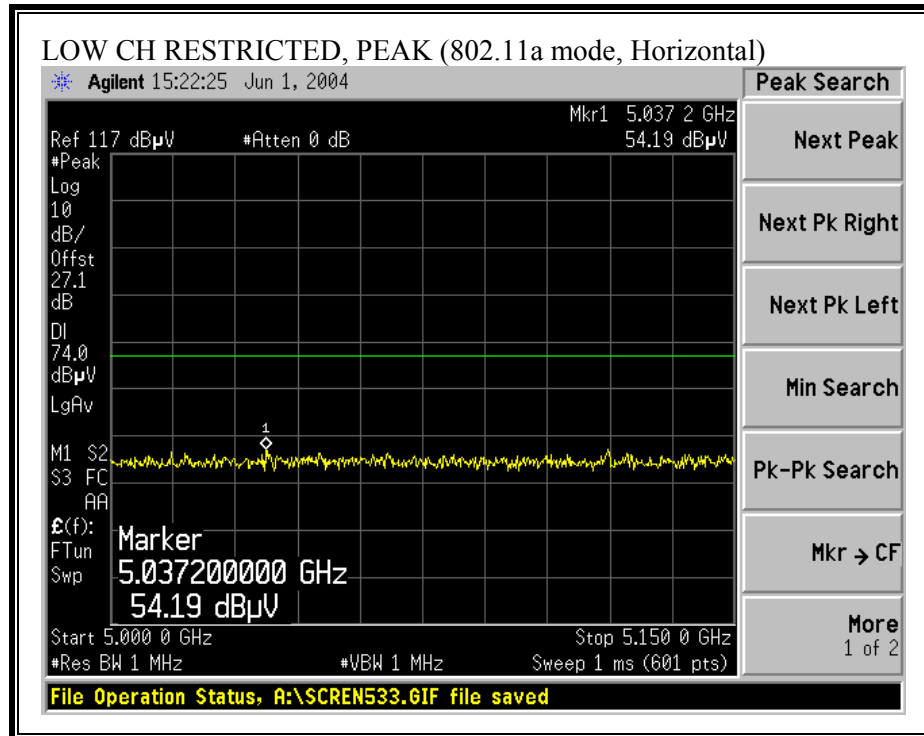 LOW CH RESTRICTED, PEAK (802.11a mode, Horizontal)
Agilent 15:22:25 Jun 1, 2004
Peak Search
Mkr1 5.037 2 GHz
Ref 117 dBµV #Atten 0 dB 54.19 dBµV
#Peak
Log
10
dB/
Offst
27.1
dB
DI
74.0
dBµV
LgAv
1
M1 S2
S3 FC
AA
£(f):
FTun
Swp
Marker
5.037200000 GHz
54.19 dBµV
Start 5.000 0 GHz Stop 5.150 0 GHz
#Res BW 1 MHz #VBW 1 MHz Sweep 1 ms (601 pts)
Next Peak
Next Pk Right
Next Pk Left
Min Search
Pk-Pk Search
Mkr → CF
More
1 of 2
File Operation Status, A:\SCREN533.GIF file saved